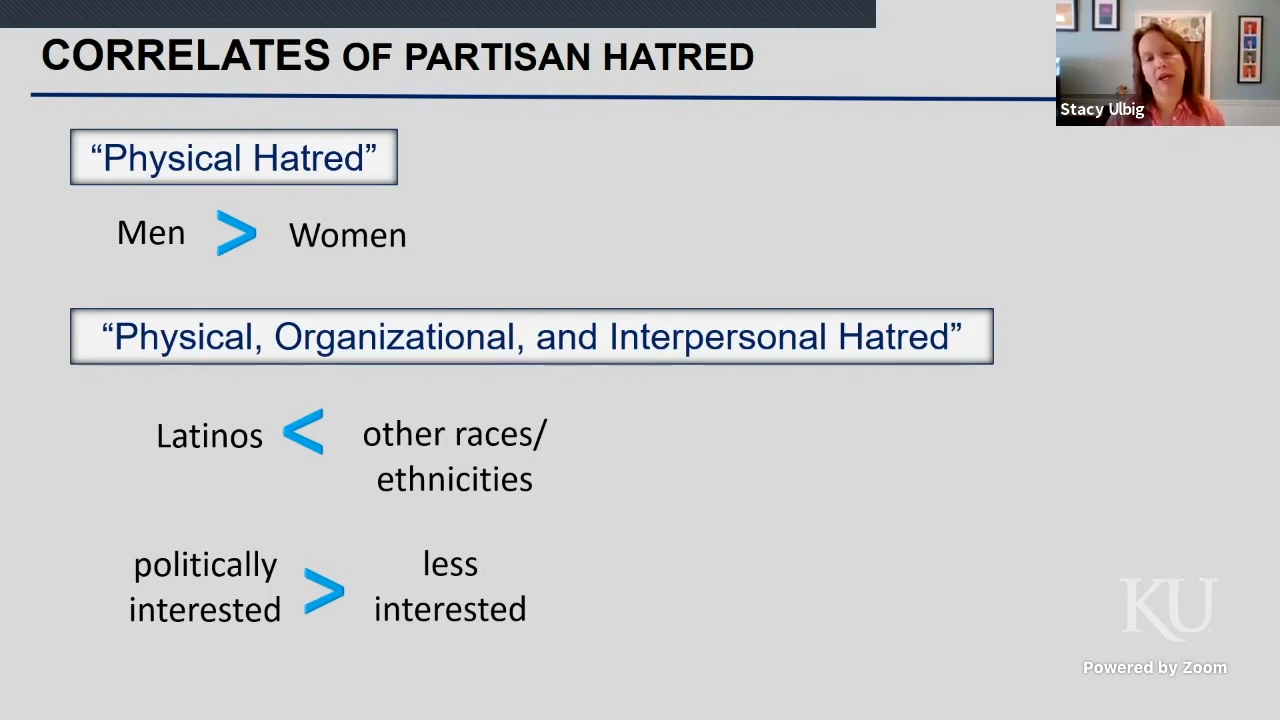 CORRELATES OF PARTISAN HATRED
Stacy Ulbig
“Physical Hatred”
Men > Women
“Physical, Organizational, and Interpersonal Hatred”
Latinos < other races/
ethnicities
politically > less
interested interested
KU
Powered by Zoom